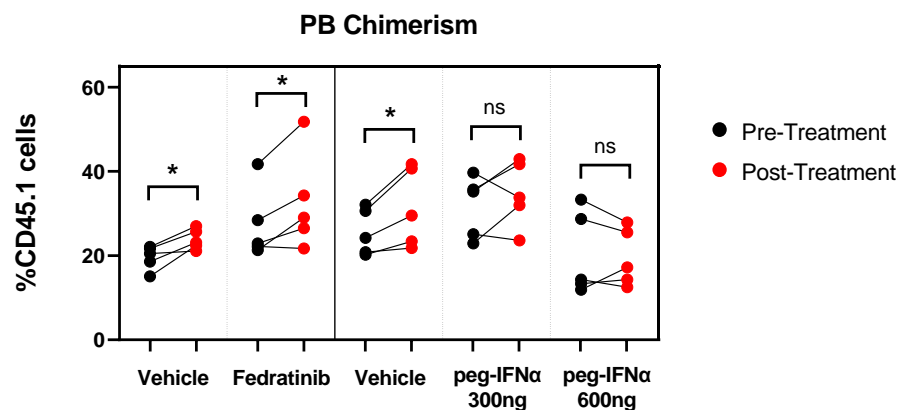 PB Chimerism
%CD45.1 cells
60
40
20
0
*
*
*
ns
ns
Vehicle
Fedratinib
Vehicle
peg-IFNα
300ng
peg-IFNα
600ng
Pre-Treatment
Post-Treatment